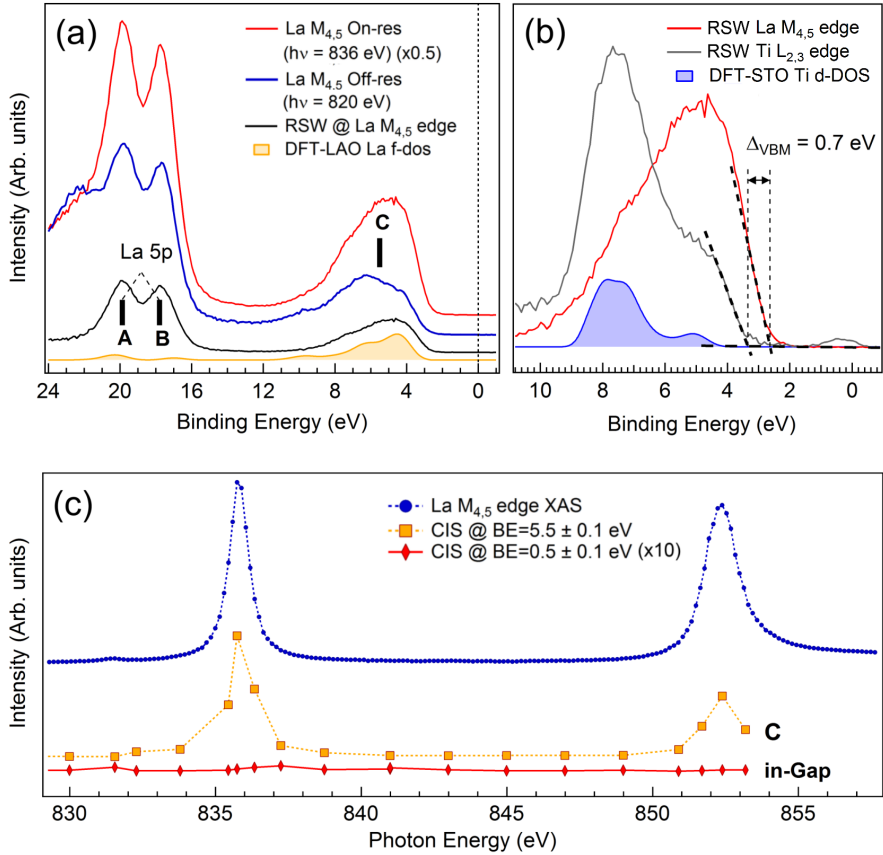 (a)
La M4,5 On-res
(hν = 836 eV) (x0.5)
La M4,5 Off-res
(hν = 820 eV)
RSW @ La M4,5 edge
DFT-LAO La f-dos
La 5p
A
B
C
Intensity (Arb. units)
24 20 16 12 8 4 0
Binding Energy (eV)
(b)
RSW La M4,5 edge
RSW Ti L2,3 edge
DFT-STO Ti d-DOS
ΔVBM = 0.7 eV
10 8 6 4 2 0
Binding Energy (eV)
(c)
La M4,5 edge XAS
CIS @ BE=5.5 ± 0.1 eV
CIS @ BE=0.5 ± 0.1 eV (x10)
Intensity (Arb. units)
C
in-Gap
830 835 840 845 850 855
Photon Energy (eV)